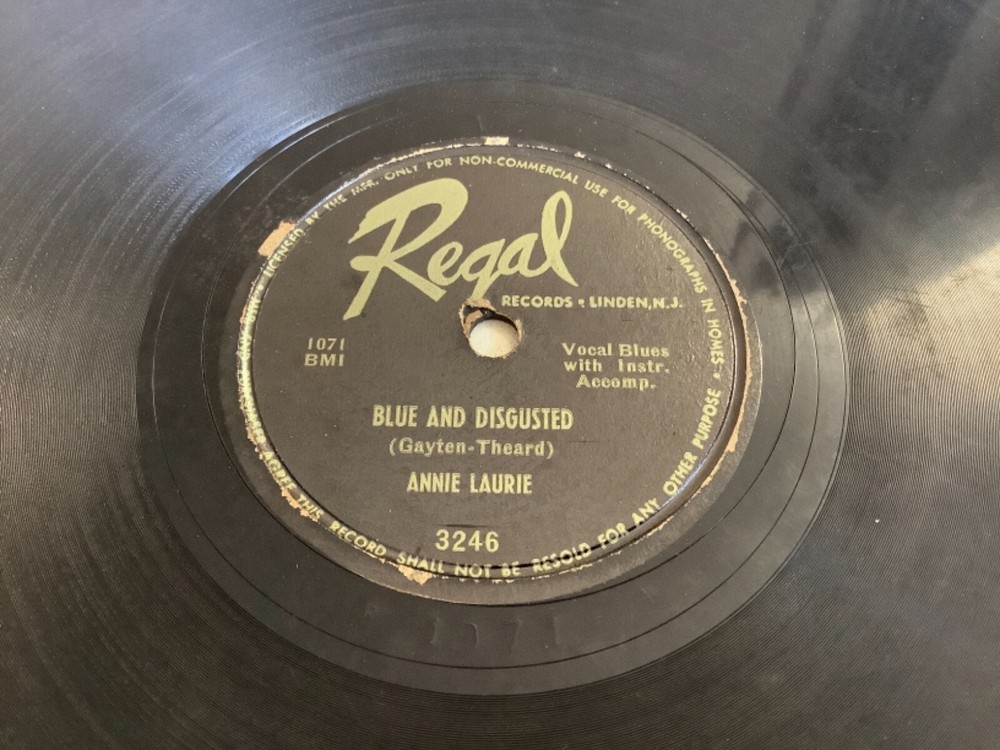 Regal
RECORDS • LINDEN, N.J.
1071
BMI
Vocal Blues
with Instr.
Accomp.
BLUE AND DISGUSTED
(Gayten-Theard)
ANNIE LAURIE
3246
LICENSED BY THE MFR. ONLY FOR NON-COMMERCIAL USE FOR PHONOGRAPHS IN HOMES •
AGREE THIS RECORD SHALL NOT BE RESOLD FOR ANY OTHER PURPOSE